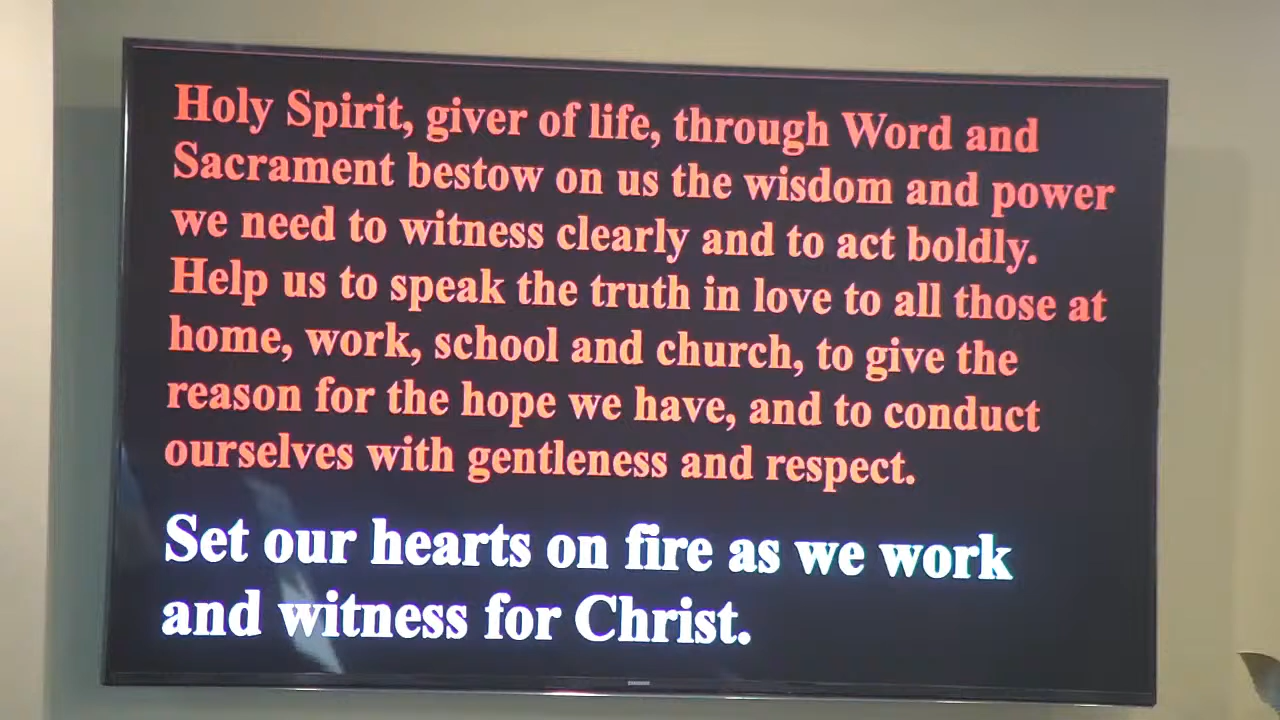 Holy Spirit, giver of life, through Word and
Sacrament bestow on us the wisdom and power
we need to witness clearly and to act boldly.
Help us to speak the truth in love to all those at
home, work, school and church, to give the
reason for the hope we have, and to conduct
ourselves with gentleness and respect.
Set our hearts on fire as we work
and witness for Christ.